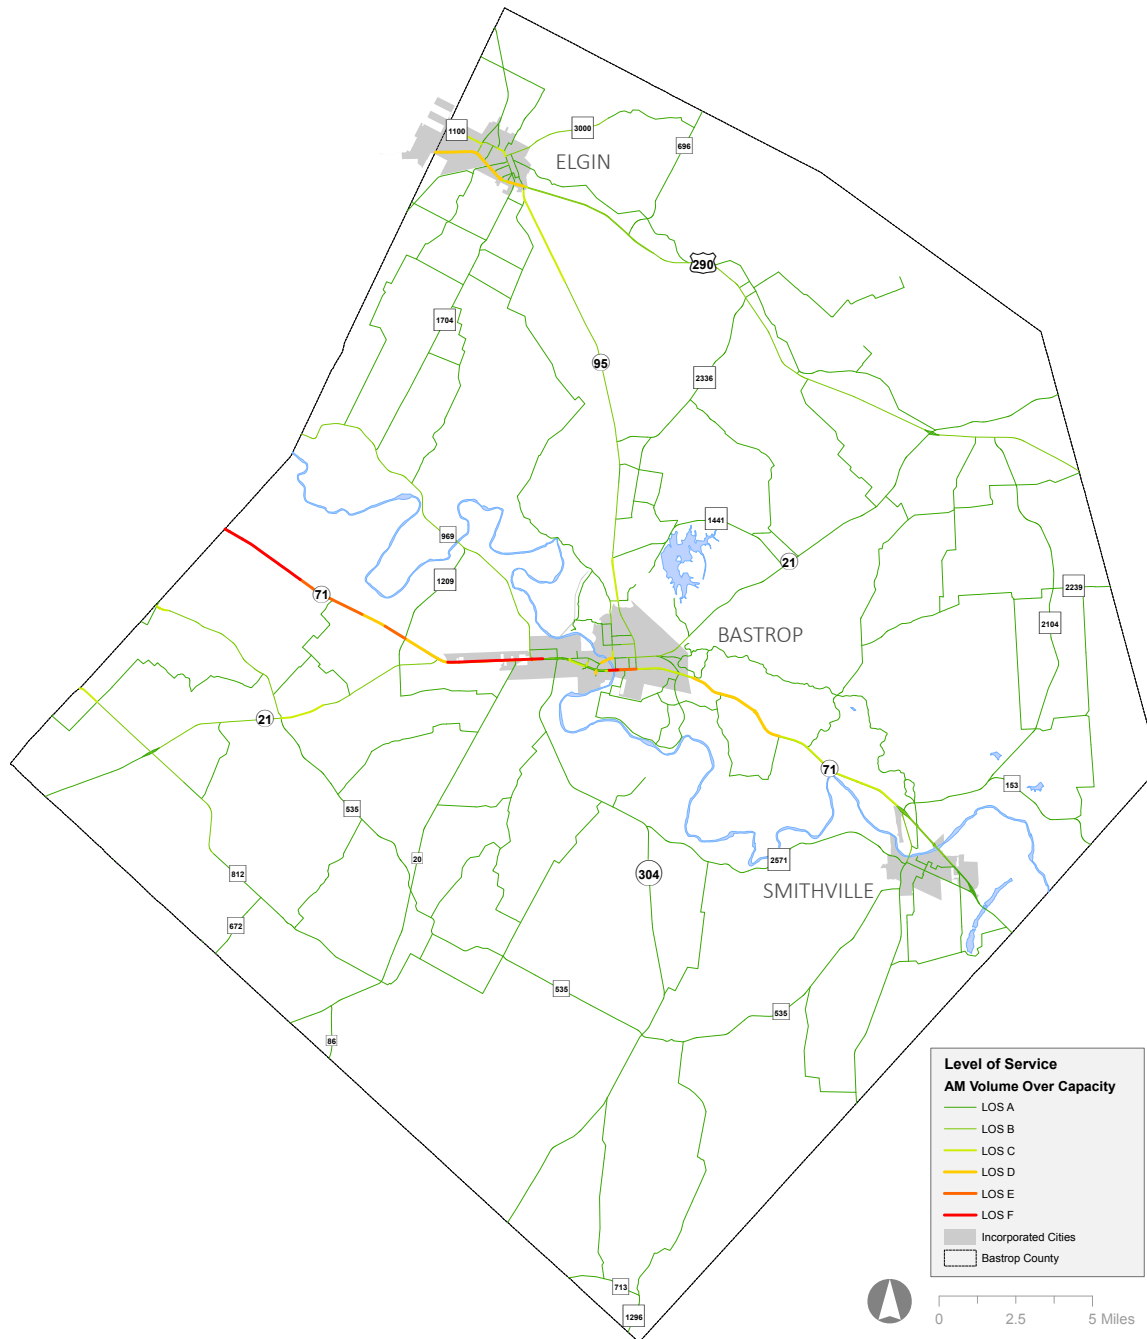 1100
3000
696
ELGIN
290
1704
95
2336
1441
969
21
1209
71
2239
2104
BASTROP
21
71
153
535
20
2571
812
304
SMITHVILLE
672
535
535
86
713
1296
Level of Service
AM Volume Over Capacity
LOS A
LOS B
LOS C
LOS D
LOS E
LOS F
Incorporated Cities
Bastrop County
0 2.5 5 Miles